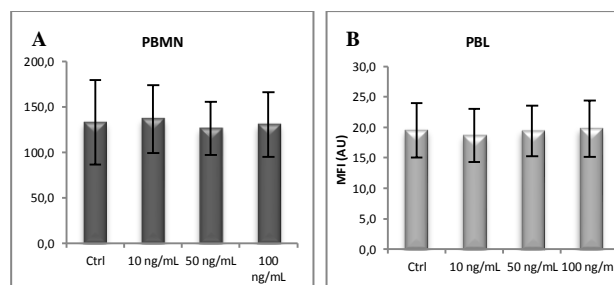 A
PBMN
200,0
150,0
100,0
50,0
0,0
Ctrl
10 ng/mL
50 ng/mL
100
ng/mL
B
PBL
MFI (AU)
30,0
25,0
20,0
15,0
10,0
5,0
0,0
Ctrl
10 ng/mL
50 ng/mL
100 ng/m